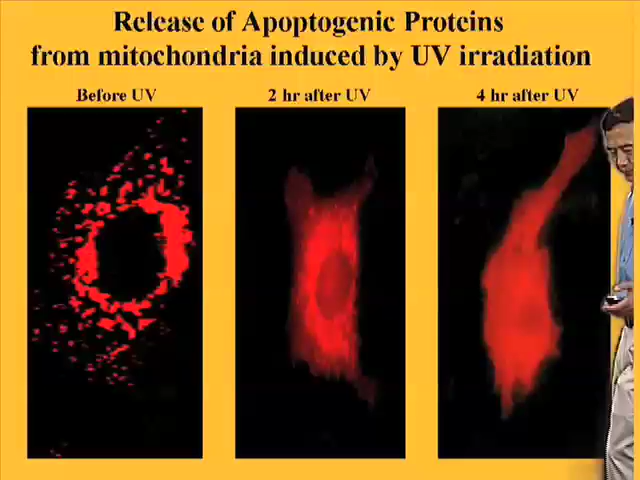 Release of Apoptogenic Proteins
from mitochondria induced by UV irradiation
Before UV
2 hr after UV
4 hr after UV